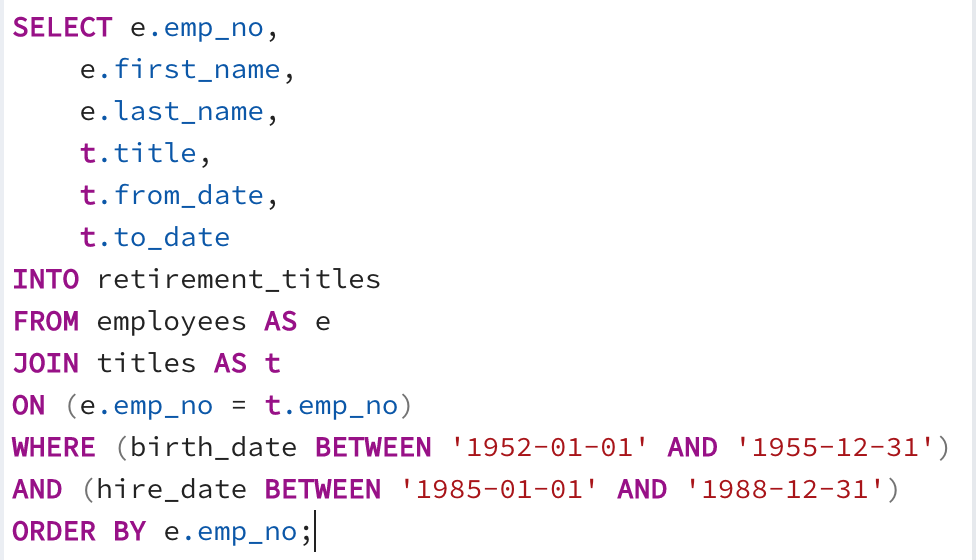 SELECT e.emp_no,
    e.first_name,
    e.last_name,
    t.title,
    t.from_date,
    t.to_date
INTO retirement_titles
FROM employees AS e
JOIN titles AS t
ON (e.emp_no = t.emp_no)
WHERE (birth_date BETWEEN '1952-01-01' AND '1955-12-31')
AND (hire_date BETWEEN '1985-01-01' AND '1988-12-31')
ORDER BY e.emp_no;